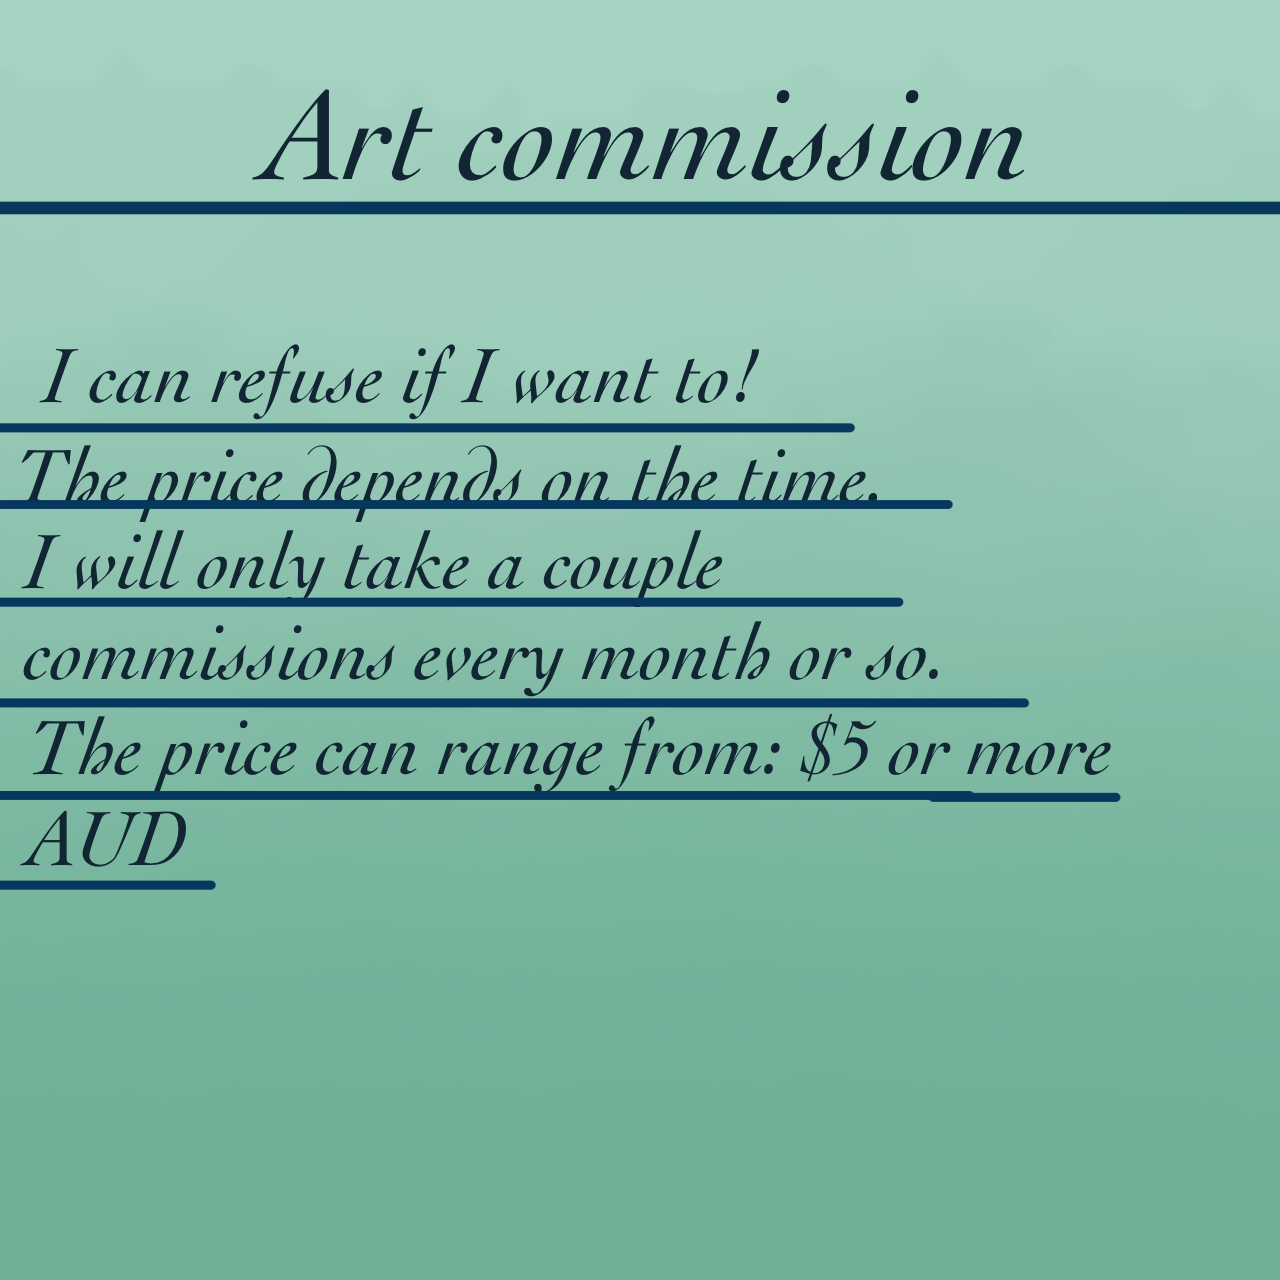 Art commission
I can refuse if I want to!
The price depends on the time.
I will only take a couple
commissions every month or so.
The price can range from: $5 or more
AUD